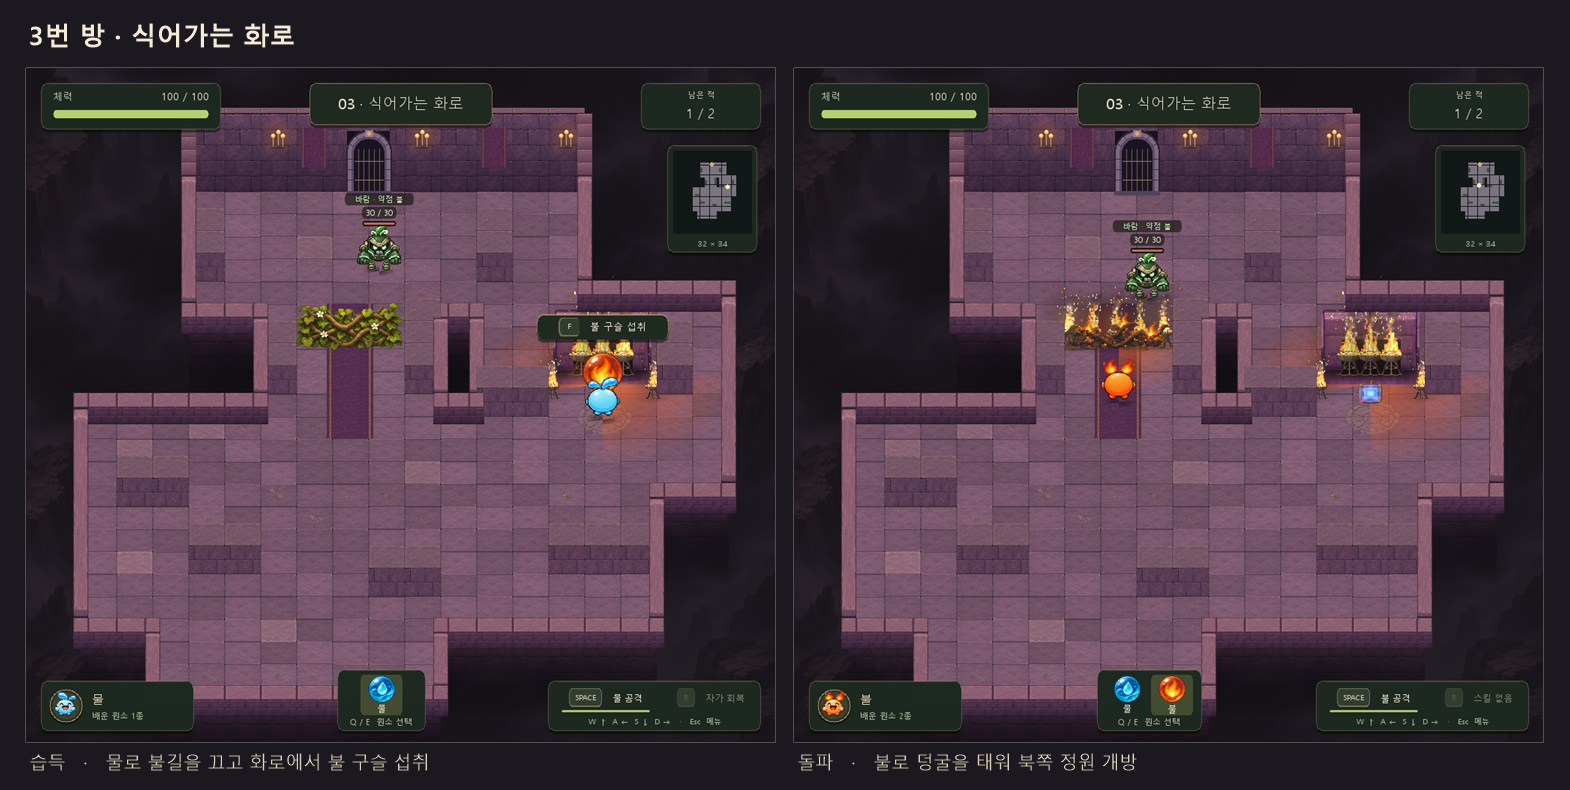 3번 방 · 식어가는 화로
체력 100 / 100
03 · 식어가는 화로
남은 적
1 / 2
32 × 34
바람 · 약점 불
30 / 30
F 불 구슬 섭취
물
배운 원소 1종
물
Q / E 원소 선택
SPACE 물 공격 R 자가 회복
W ↑ A ← S ↓ D → · Esc 메뉴
습득 · 물로 불길을 끄고 화로에서 불 구슬 섭취
체력 100 / 100
03 · 식어가는 화로
남은 적
1 / 2
32 × 34
바람 · 약점 불
30 / 30
불
배운 원소 2종
물 불
Q / E 원소 선택
SPACE 불 공격 R 스킬 없음
W ↑ A ← S ↓ D → · Esc 메뉴
돌파 · 불로 덩굴을 태워 북쪽 정원 개방